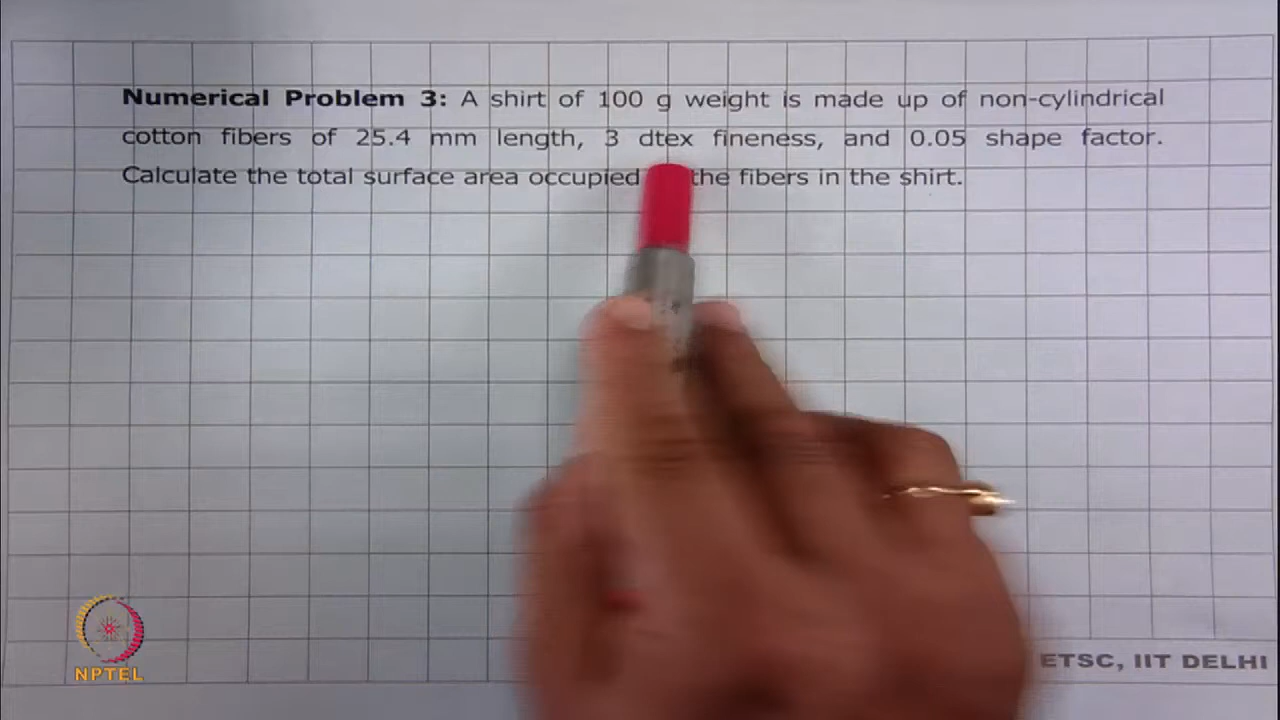 Numerical Problem 3: A shirt of 100 g weight is made up of non-cylindrical
cotton fibers of 25.4 mm length, 3 dtex fineness, and 0.05 shape factor.
Calculate the total surface area occupied the fibers in the shirt.
NPTEL
ETSC, IIT DELHI